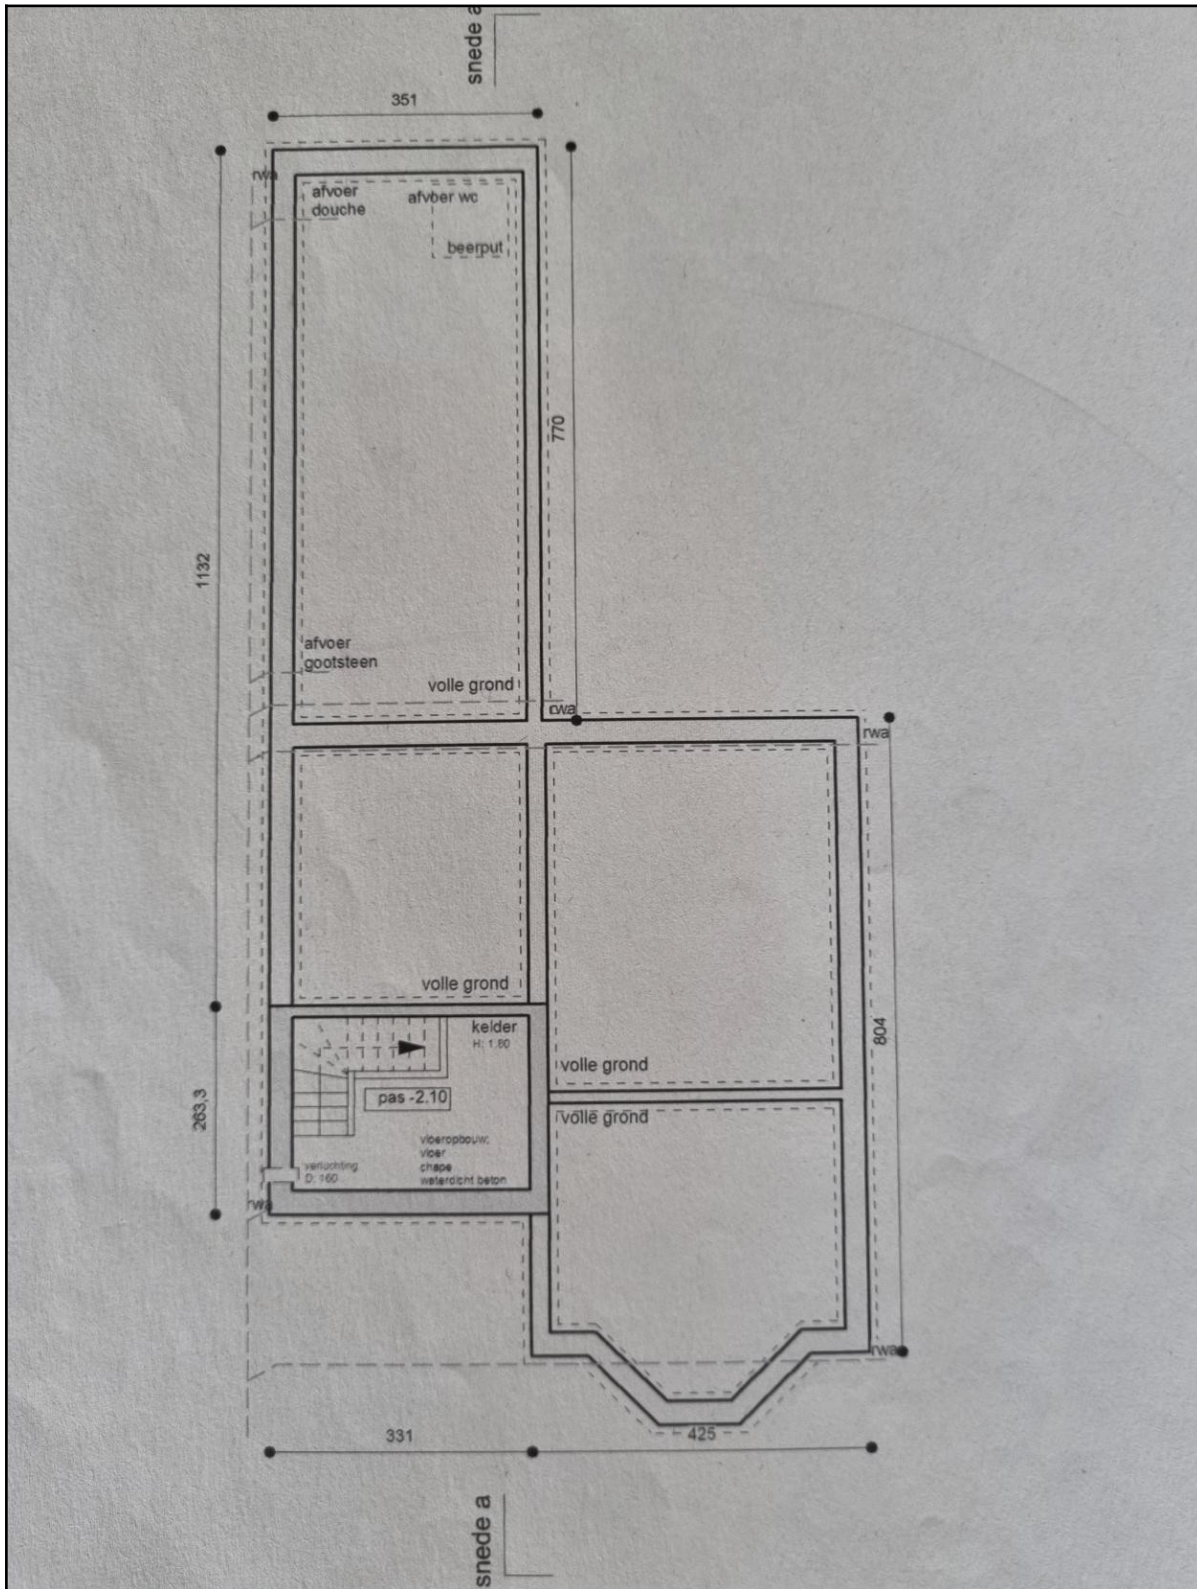 snede a
351
rwa
afvoer
douche
afvoer wc
beerput
770
1132
afvoer
gootsteen
volle grond
rwa
rwa
volle grond
kelder
H: 1.80
804
volle grond
pas -2.10
volle grond
263,3
vloeropbouw:
vloer
chape
waterdicht beton
verluchting
D: 160
rwa
rwa
331
425
snede a